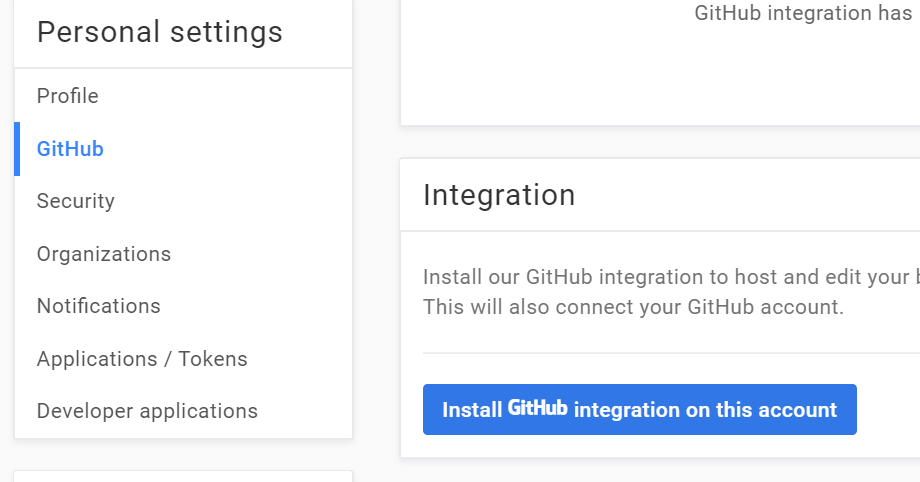 Personal settings
Profile
GitHub
Security
Organizations
Notifications
Applications / Tokens
Developer applications
GitHub integration has
Integration
Install our GitHub integration to host and edit your
This will also connect your GitHub account.
Install GitHub integration on this account